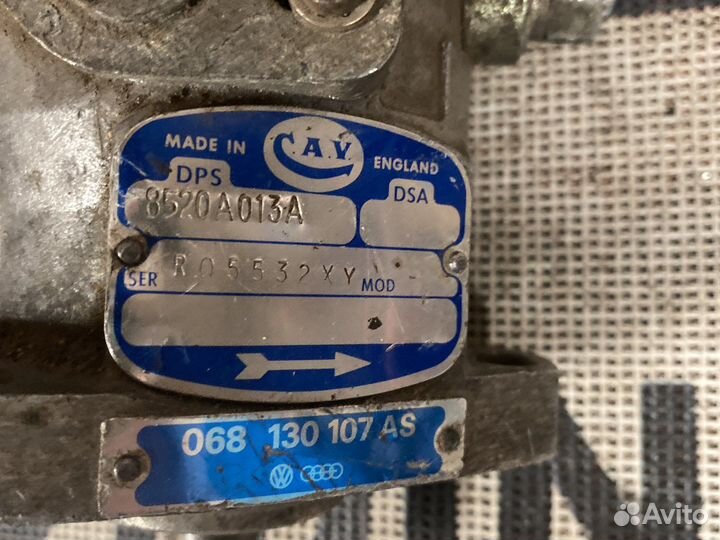 C.A.V.
MADE IN ENGLAND
DPS DSA
8520A013A
SER R05532XY MOD -
068 130 107 AS
Avito